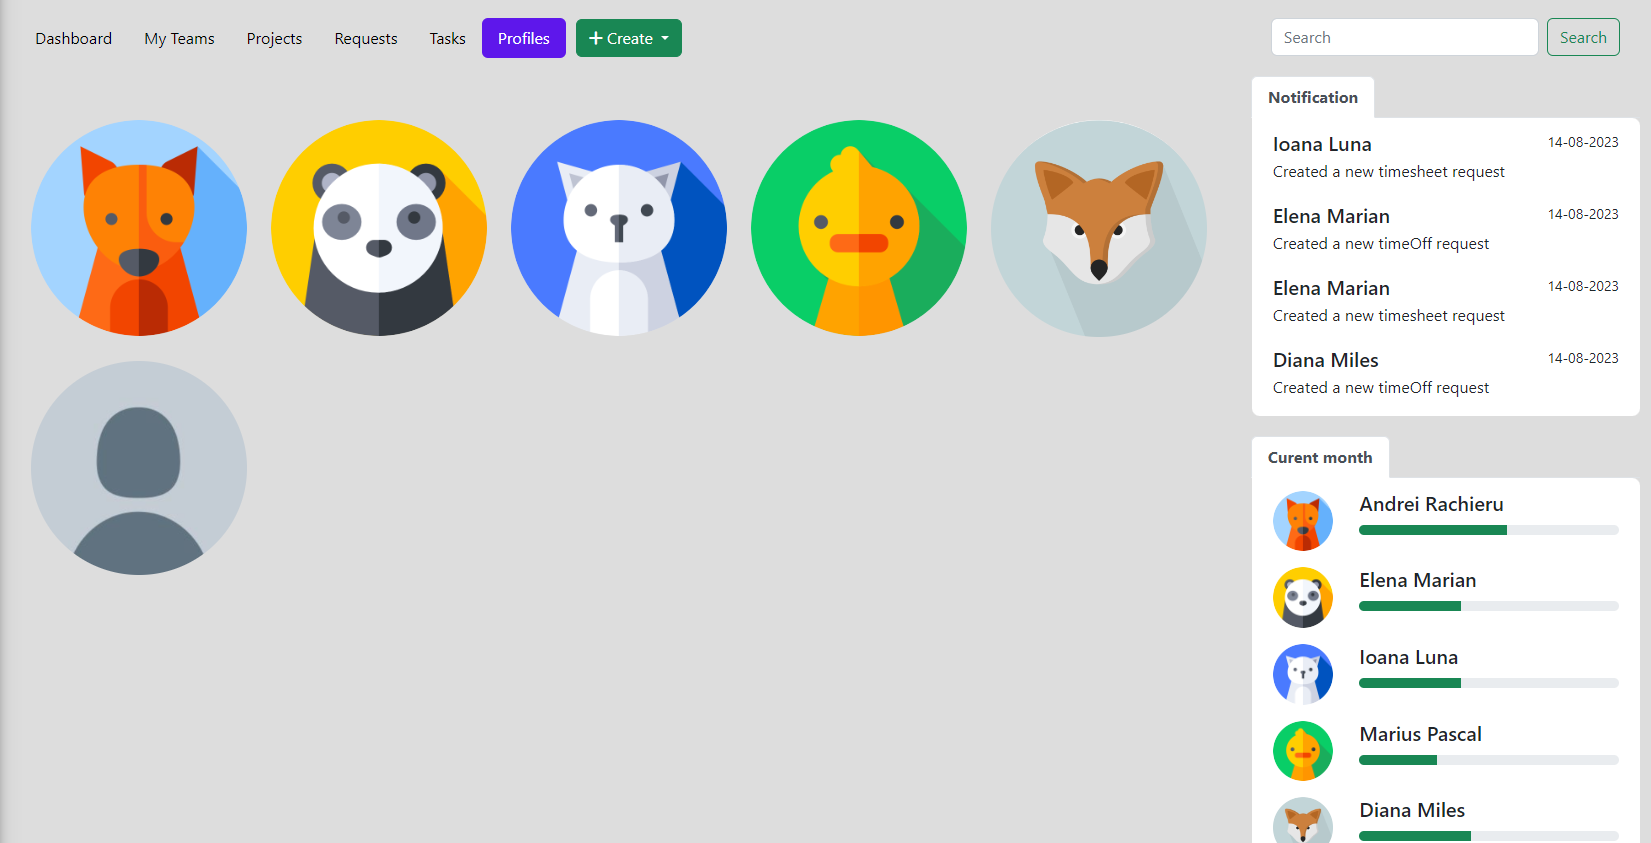 Dashboard My Teams Projects Requests Tasks Profiles + Create Search Search
Notification
Ioana Luna 14-08-2023
Created a new timesheet request
Elena Marian 14-08-2023
Created a new timeOff request
Elena Marian 14-08-2023
Created a new timesheet request
Diana Miles 14-08-2023
Created a new timeOff request
Curent month
Andrei Rachieru
Elena Marian
Ioana Luna
Marius Pascal
Diana Miles